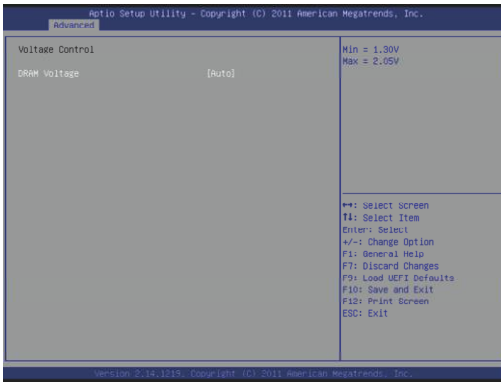 Aptio Setup Utility - Copyright (C) 2011 American Megatrends, Inc.
Advanced
Voltage Control
DRAM Voltage [Auto]
Min = 1.30V
Max = 2.05V
↔: Select Screen
↑↓: Select Item
Enter: Select
+/-: Change Option
F1: General Help
F7: Discard Changes
F9: Load UEFI Defaults
F10: Save and Exit
F12: Print Screen
ESC: Exit
Version 2.14.1219. Copyright (C) 2011 American Megatrends, Inc.